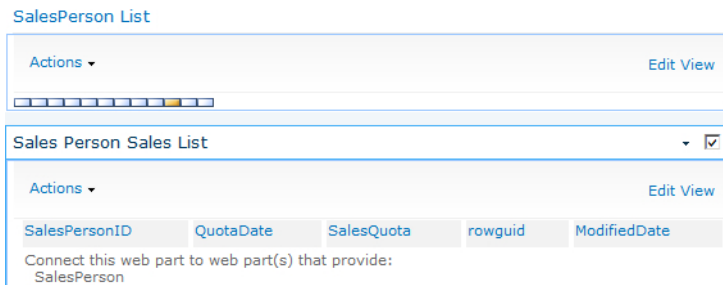 SalesPerson List
Actions Edit View
Sales Person Sales List
Actions Edit View
SalesPersonID QuotaDate SalesQuota rowguid ModifiedDate
Connect this web part to web part(s) that provide:
SalesPerson